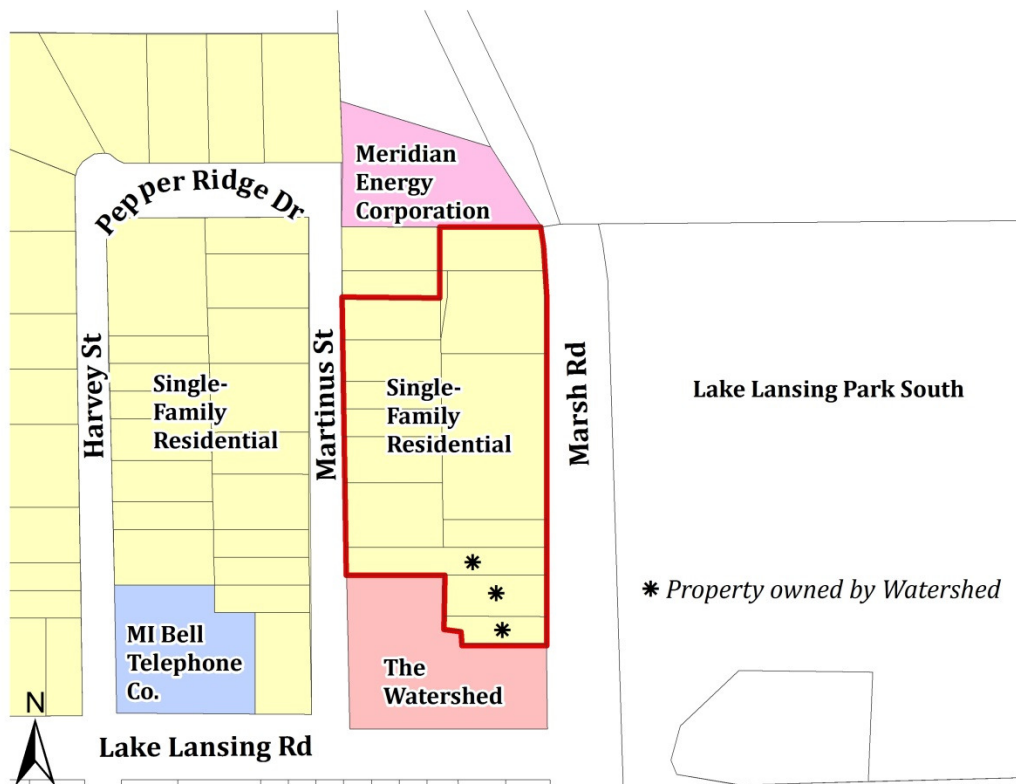 Meridian
Energy
Corporation
Pepper Ridge Dr
Harvey St
Single-
Family
Residential
Martinus St
Single-
Family
Residential
Marsh Rd
Lake Lansing Park South
* Property owned by Watershed
MI Bell
Telephone
Co.
The
Watershed
N
Lake Lansing Rd